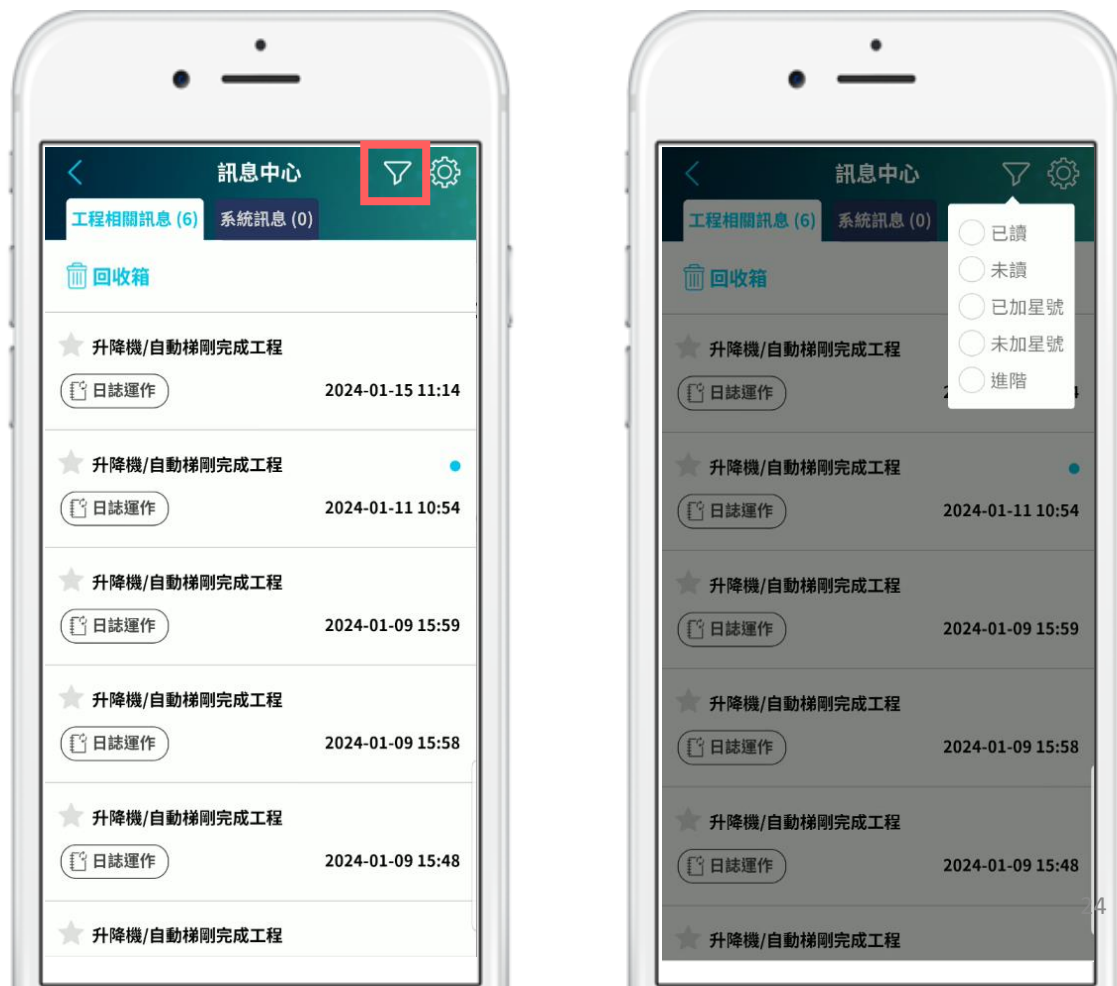 訊息中心
工程相關訊息 (6) 系統訊息 (0)
回收箱
升降機/自動梯剛完成工程
日誌運作 2024-01-15 11:14
升降機/自動梯剛完成工程
日誌運作 2024-01-11 10:54
升降機/自動梯剛完成工程
日誌運作 2024-01-09 15:59
升降機/自動梯剛完成工程
日誌運作 2024-01-09 15:58
升降機/自動梯剛完成工程
日誌運作 2024-01-09 15:48
升降機/自動梯剛完成工程
訊息中心
工程相關訊息 (6) 系統訊息 (0)
已讀
未讀
已加星號
未加星號
進階
回收箱
升降機/自動梯剛完成工程
日誌運作
升降機/自動梯剛完成工程
日誌運作 2024-01-11 10:54
升降機/自動梯剛完成工程
日誌運作 2024-01-09 15:59
升降機/自動梯剛完成工程
日誌運作 2024-01-09 15:58
升降機/自動梯剛完成工程
日誌運作 2024-01-09 15:48
升降機/自動梯剛完成工程
24